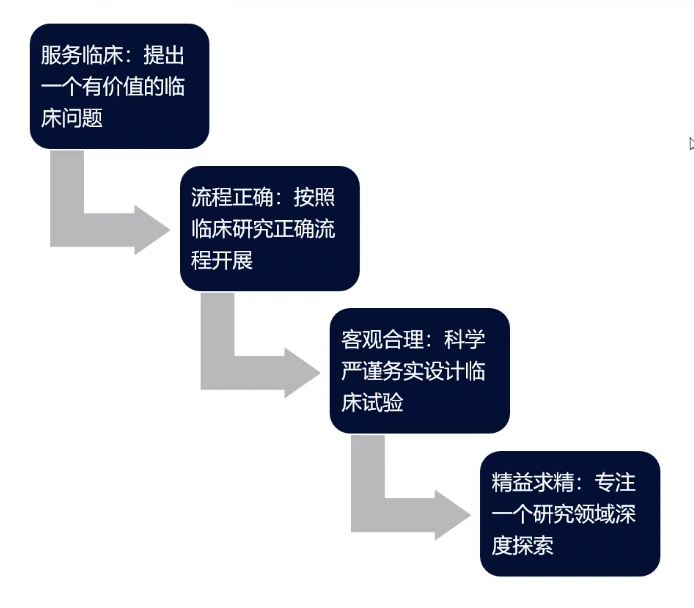 服务临床：提出
一个有价值的临
床问题
流程正确：按照
临床研究正确流
程开展
客观合理：科学
严谨务实设计临
床试验
精益求精：专注
一个研究领域深
度探索